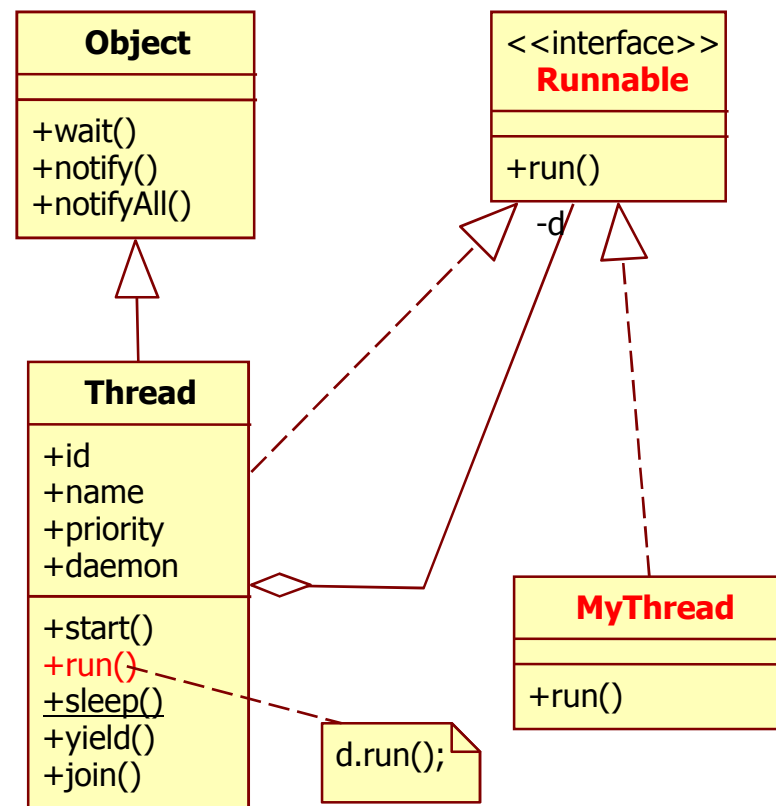 Object
+wait()
+notify()
+notifyAll()
<<interface>>
Runnable
+run()
-d
Thread
+id
+name
+priority
+daemon
+start()
+run()
+sleep()
+yield()
+join()
d.run();
MyThread
+run()